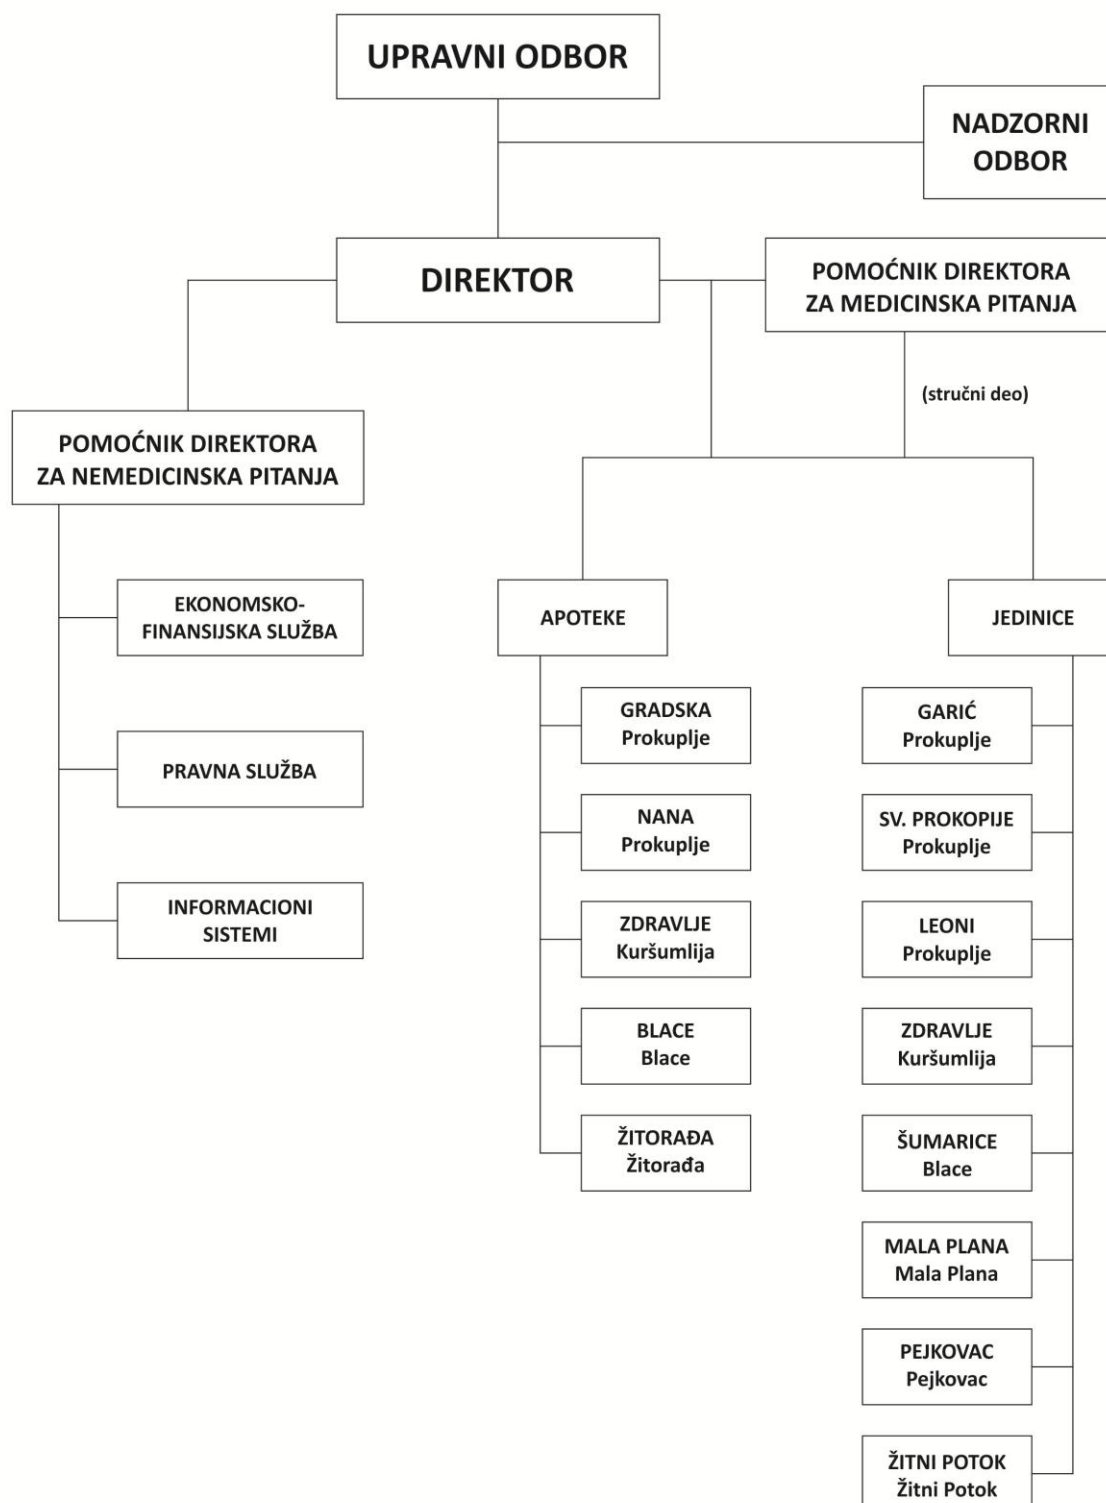 UPRAVNI ODBOR
NADZORNI
ODBOR
DIREKTOR
POMOĆNIK DIREKTORA
ZA MEDICINSKA PITANJA
(stručni deo)
POMOĆNIK DIREKTORA
ZA NEMEDICINSKA PITANJA
EKONOMSKO-
FINANSIJSKA SLUŽBA
PRAVNA SLUŽBA
INFORMACIONI
SISTEMI
APOTEKE
GRADSKA
Prokuplje
NANA
Prokuplje
ZDRAVLJE
Kuršumlija
BLACE
Blace
ŽITORAĐA
Žitorađa
JEDINICE
GARIĆ
Prokuplje
SV. PROKOPIJE
Prokuplje
LEONI
Prokuplje
ZDRAVLJE
Kuršumlija
ŠUMARICE
Blace
MALA PLANA
Mala Plana
PEJKOVAC
Pejkovac
ŽITNI POTOK
Žitni Potok